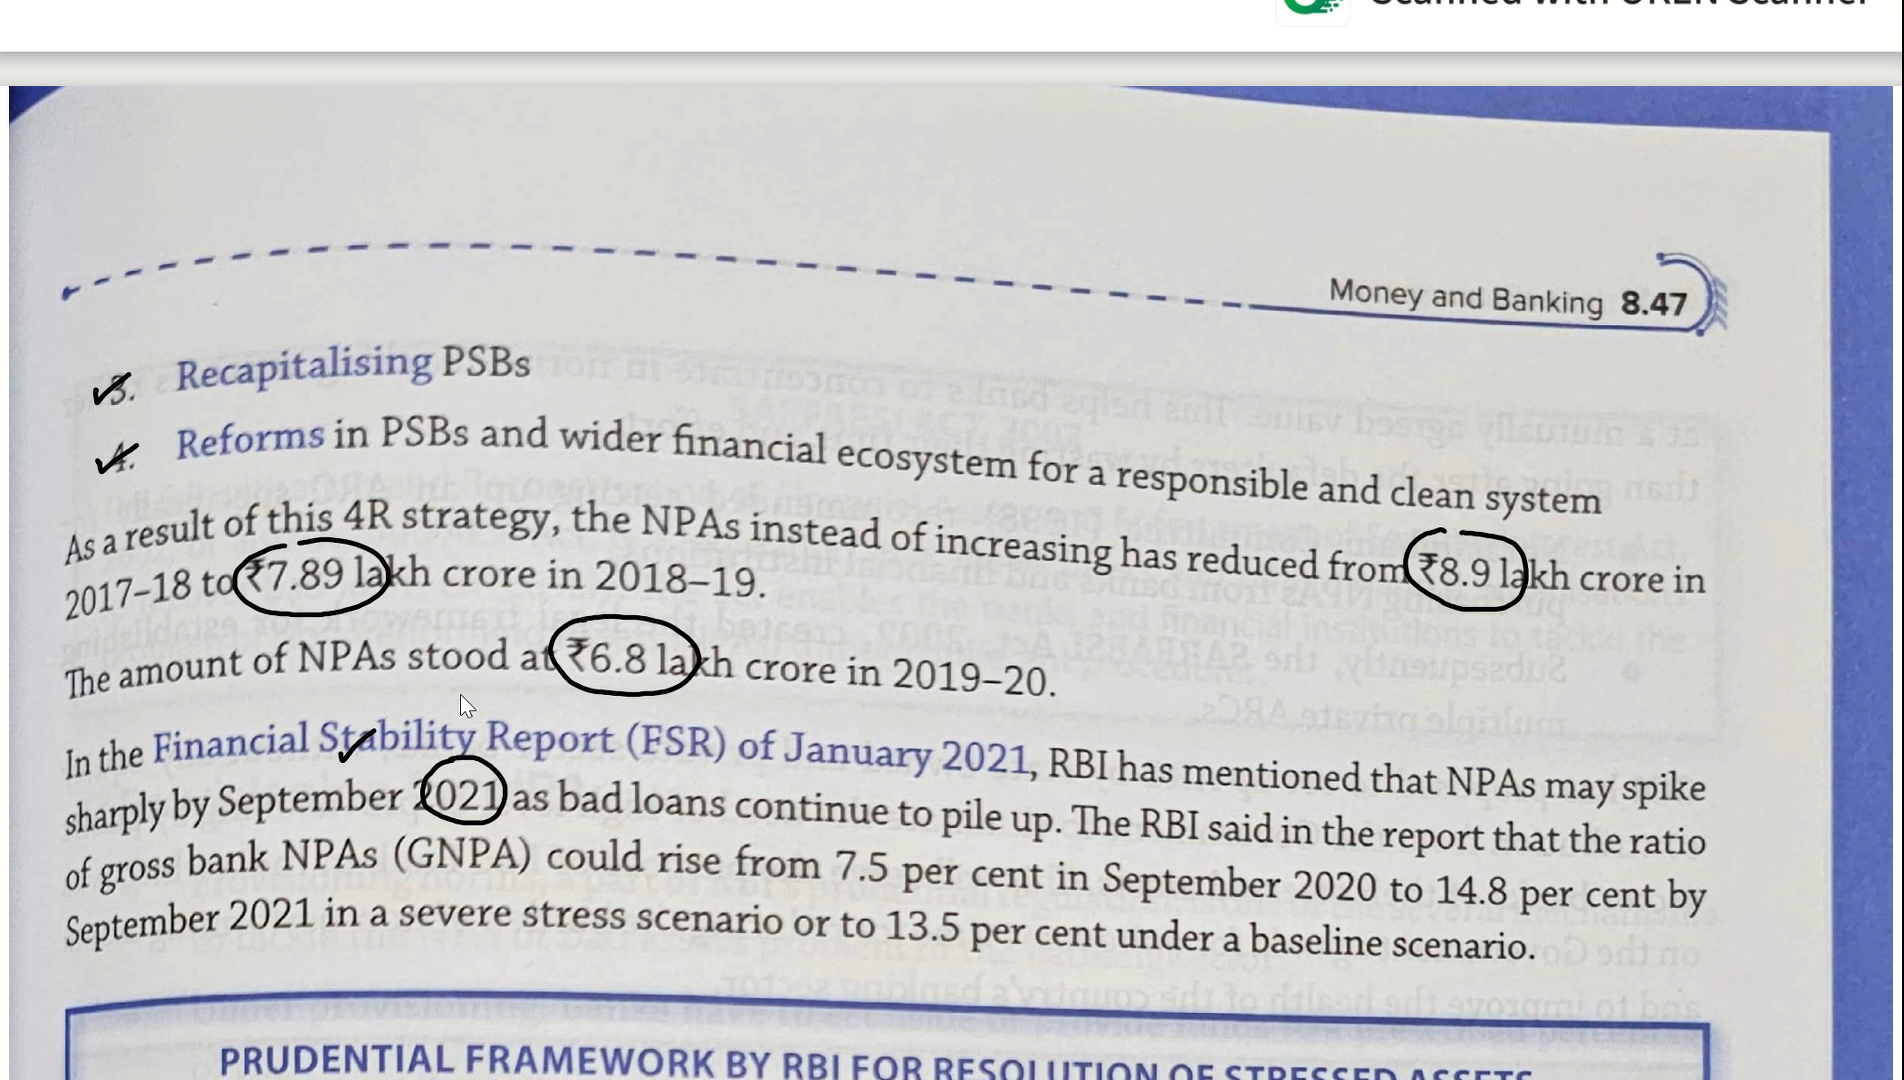 Scanned with OKEN Scanner
Money and Banking 8.47
3. Recapitalising PSBs
4. Reforms in PSBs and wider financial ecosystem for a responsible and clean system
As a result of this 4R strategy, the NPAs instead of increasing has reduced from ₹8.9 lakh crore in
2017–18 to ₹7.89 lakh crore in 2018–19.
The amount of NPAs stood at ₹6.8 lakh crore in 2019–20.
In the Financial Stability Report (FSR) of January 2021, RBI has mentioned that NPAs may spike
sharply by September 2021 as bad loans continue to pile up. The RBI said in the report that the ratio
of gross bank NPAs (GNPA) could rise from 7.5 per cent in September 2020 to 14.8 per cent by
September 2021 in a severe stress scenario or to 13.5 per cent under a baseline scenario.
PRUDENTIAL FRAMEWORK BY RBI FOR RESOLUTION OF STRESSED ASSETS